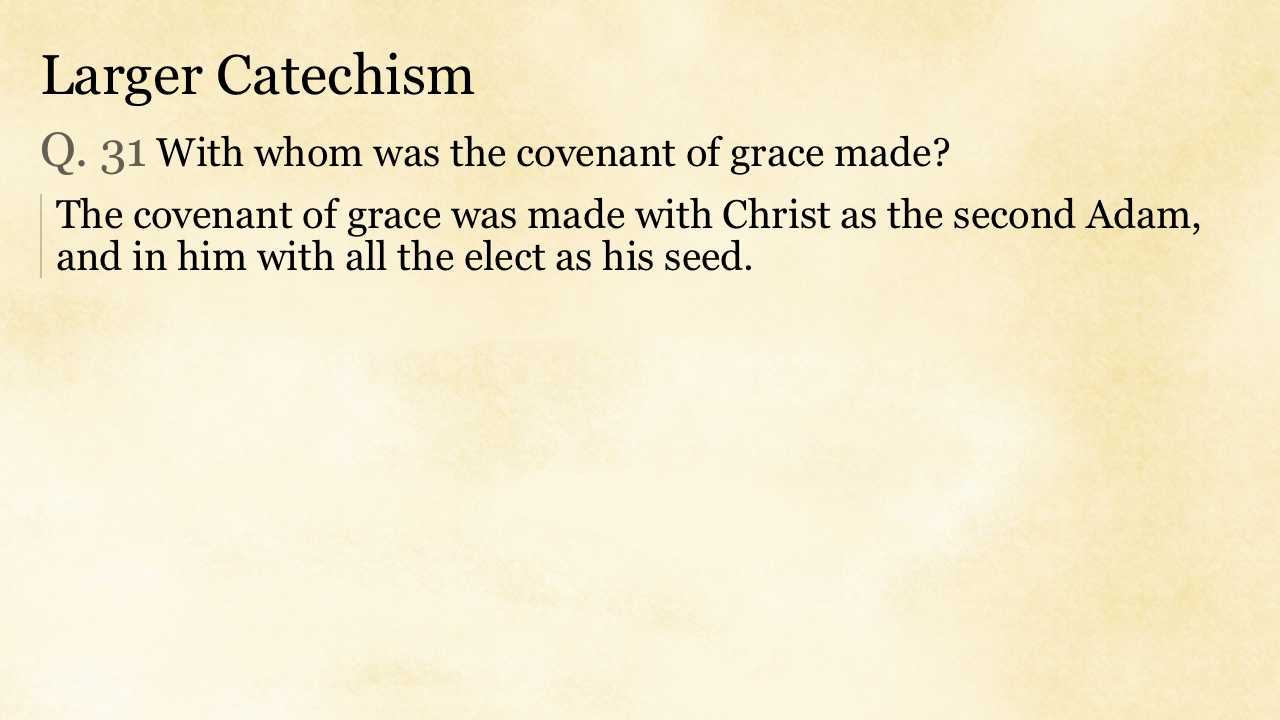 Larger Catechism
Q. 31 With whom was the covenant of grace made?
The covenant of grace was made with Christ as the second Adam,
and in him with all the elect as his seed.